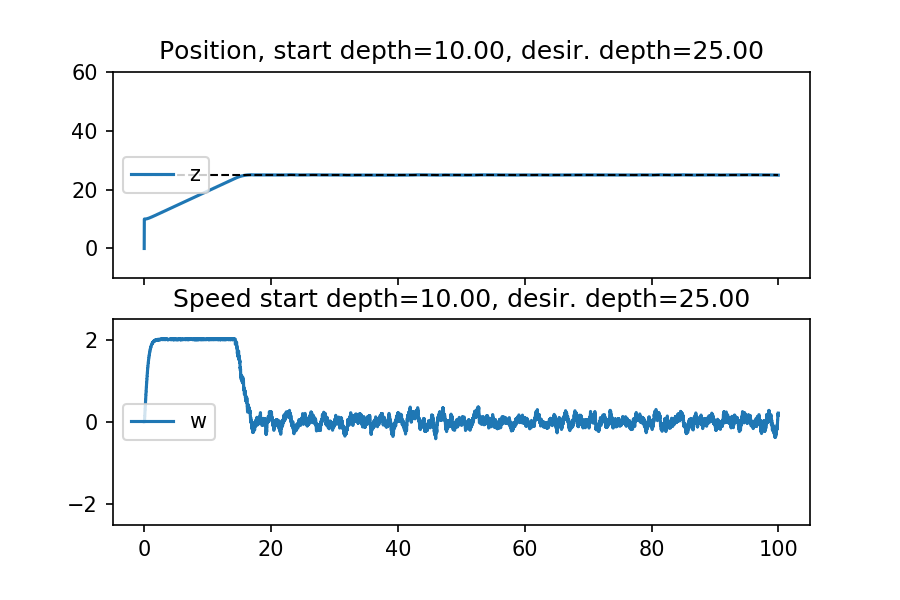 Position, start depth=10.00, desir. depth=25.00
60
40
20
0
z
Speed start depth=10.00, desir. depth=25.00
2
0
−2
w
0 20 40 60 80 100